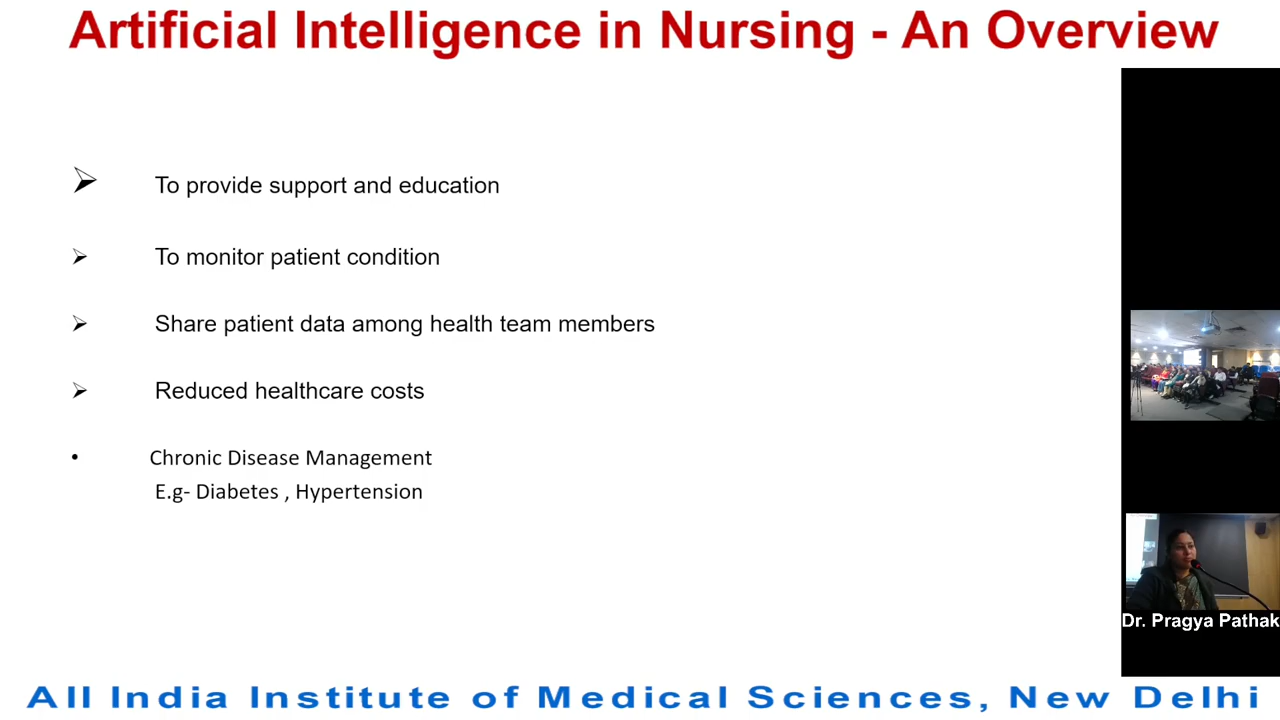 Artificial Intelligence in Nursing - An Overview
To provide support and education
To monitor patient condition
Share patient data among health team members
Reduced healthcare costs
Chronic Disease Management
E.g- Diabetes , Hypertension
Dr. Pragya Pathak
All India Institute of Medical Sciences, New Delhi